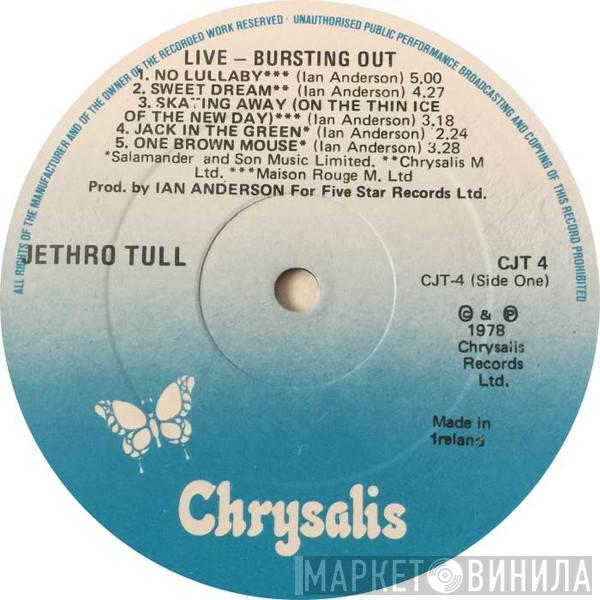 ALL RIGHTS OF THE MANUFACTURER AND OF THE OWNER OF THE RECORDED WORK RESERVED · UNAUTHORISED PUBLIC PERFORMANCE BROADCASTING AND COPYING OF THIS RECORD PROHIBITED
LIVE – BURSTING OUT
1. NO LULLABY*** (Ian Anderson) 5.00
2. SWEET DREAM** (Ian Anderson) 4.27
3. SKATING AWAY (ON THE THIN ICE
OF THE NEW DAY)*** (Ian Anderson) 3.18
4. JACK IN THE GREEN* (Ian Anderson) 2.24
5. ONE BROWN MOUSE* (Ian Anderson) 3.28
*Salamander and Son Music Limited. **Chrysalis M
Ltd. ***Maison Rouge M. Ltd
Prod. by IAN ANDERSON For Five Star Records Ltd.
JETHRO TULL
CJT 4
CJT-4 (Side One)
© & ℗
1978
Chrysalis
Records
Ltd.
Made in
Ireland
Chrysalis
МАРКЕТ ВИНИЛА